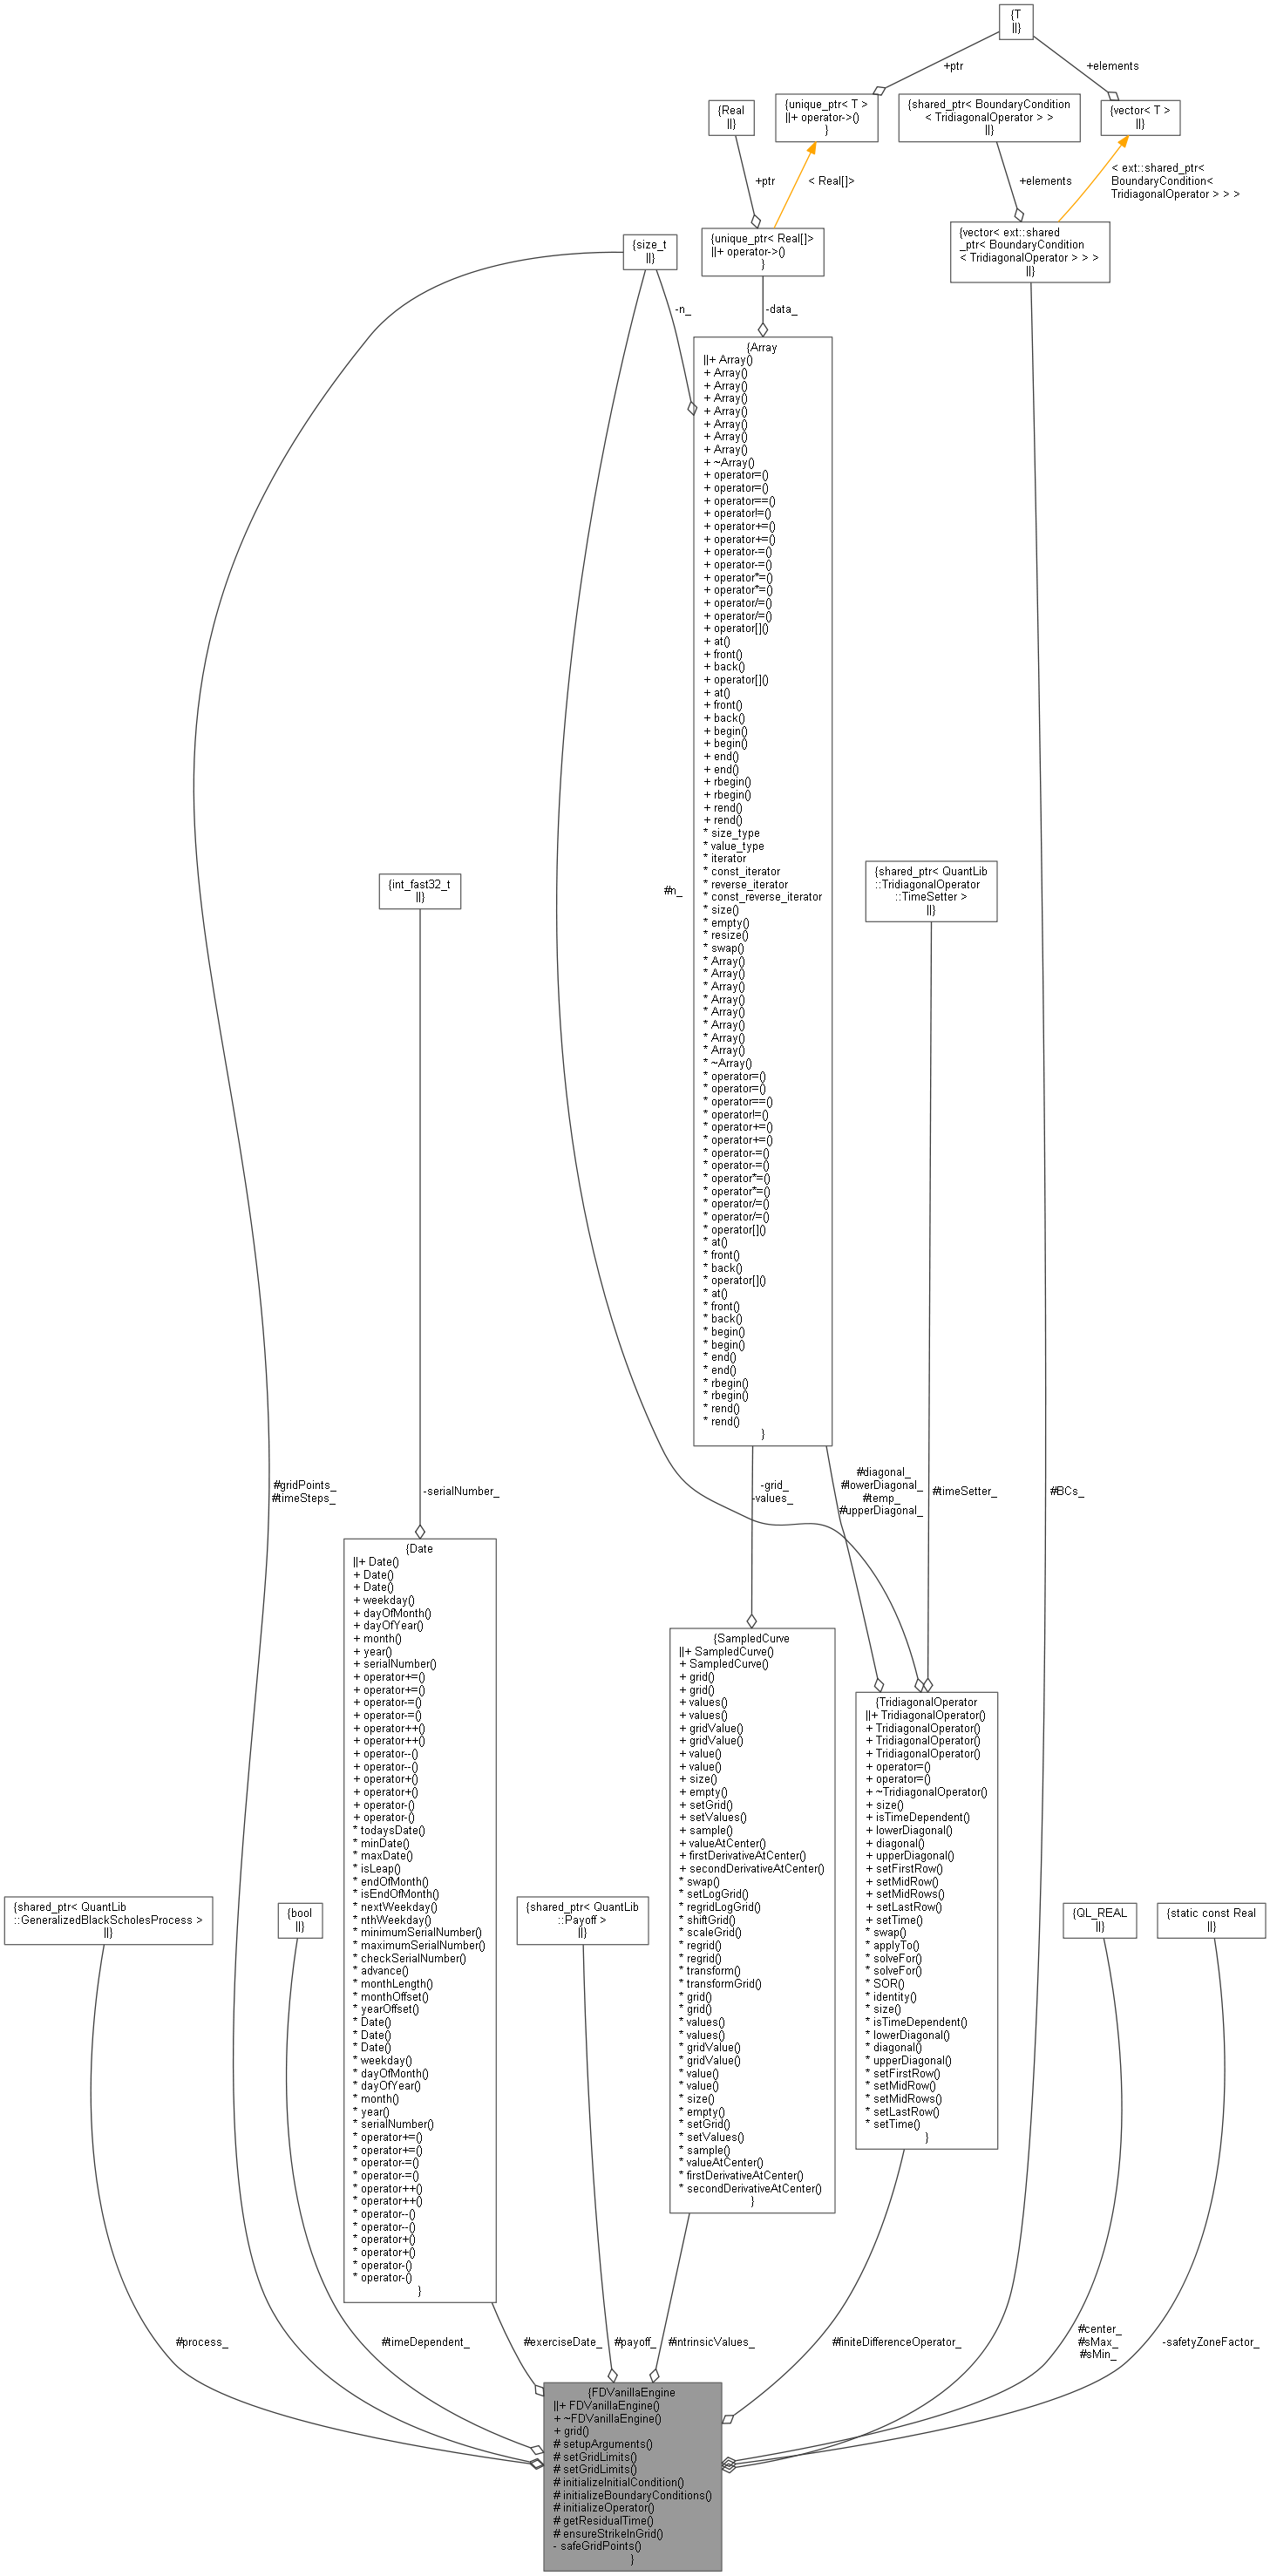 {T
||}
+ptr
+elements
{Real
||}
{unique_ptr< T >
||+ operator->()
}
{shared_ptr< BoundaryCondition
< TridiagonalOperator > >
||}
{vector< T >
||}
+ptr
< Real[]>
+elements
< ext::shared_ptr<
BoundaryCondition<
TridiagonalOperator > > >
{size_t
||}
{unique_ptr< Real[]>
||+ operator->()
}
{vector< ext::shared
_ptr< BoundaryCondition
< TridiagonalOperator > > >
||}
-n_
-data_
{Array
||+ Array()
+ Array()
+ Array()
+ Array()
+ Array()
+ Array()
+ Array()
+ Array()
+ ~Array()
+ operator=()
+ operator=()
+ operator==()
+ operator!=()
+ operator+=()
+ operator+=()
+ operator-=()
+ operator-=()
+ operator*=()
+ operator*=()
+ operator/=()
+ operator/=()
+ operator[]()
+ at()
+ front()
+ back()
+ operator[]()
+ at()
+ front()
+ back()
+ begin()
+ begin()
+ end()
+ end()
+ rbegin()
+ rbegin()
+ rend()
+ rend()
* size_type
* value_type
* iterator
* const_iterator
* reverse_iterator
* const_reverse_iterator
* size()
* empty()
* resize()
* swap()
* Array()
* Array()
* Array()
* Array()
* Array()
* Array()
* Array()
* Array()
* ~Array()
* operator=()
* operator=()
* operator==()
* operator!=()
* operator+=()
* operator+=()
* operator-=()
* operator-=()
* operator*=()
* operator*=()
* operator/=()
* operator/=()
* operator[]()
* at()
* front()
* back()
* operator[]()
* at()
* front()
* back()
* begin()
* begin()
* end()
* end()
* rbegin()
* rbegin()
* rend()
* rend()
}
{int_fast32_t
||}
#n_
{shared_ptr< QuantLib
::TridiagonalOperator
::TimeSetter >
||}
#gridPoints_
#timeSteps_
-serialNumber_
-grid_
-values_
#diagonal_
#lowerDiagonal_
#temp_
#upperDiagonal_
#timeSetter_
#BCs_
{Date
||+ Date()
+ Date()
+ Date()
+ weekday()
+ dayOfMonth()
+ dayOfYear()
+ month()
+ year()
+ serialNumber()
+ operator+=()
+ operator+=()
+ operator-=()
+ operator-=()
+ operator++()
+ operator++()
+ operator--()
+ operator--()
+ operator+()
+ operator+()
+ operator-()
+ operator-()
* todaysDate()
* minDate()
* maxDate()
* isLeap()
* endOfMonth()
* isEndOfMonth()
* nextWeekday()
* nthWeekday()
* minimumSerialNumber()
* maximumSerialNumber()
* checkSerialNumber()
* advance()
* monthLength()
* monthOffset()
* yearOffset()
* Date()
* Date()
* Date()
* weekday()
* dayOfMonth()
* dayOfYear()
* month()
* year()
* serialNumber()
* operator+=()
* operator+=()
* operator-=()
* operator-=()
* operator++()
* operator++()
* operator--()
* operator--()
* operator+()
* operator+()
* operator-()
* operator-()
}
{SampledCurve
||+ SampledCurve()
+ SampledCurve()
+ grid()
+ grid()
+ values()
+ values()
+ gridValue()
+ gridValue()
+ value()
+ value()
+ size()
+ empty()
+ setGrid()
+ setValues()
+ sample()
+ valueAtCenter()
+ firstDerivativeAtCenter()
+ secondDerivativeAtCenter()
* swap()
* setLogGrid()
* regridLogGrid()
* shiftGrid()
* scaleGrid()
* regrid()
* regrid()
* transform()
* transformGrid()
* grid()
* grid()
* values()
* values()
* gridValue()
* gridValue()
* value()
* value()
* size()
* empty()
* setGrid()
* setValues()
* sample()
* valueAtCenter()
* firstDerivativeAtCenter()
* secondDerivativeAtCenter()
}
{TridiagonalOperator
||+ TridiagonalOperator()
+ TridiagonalOperator()
+ TridiagonalOperator()
+ TridiagonalOperator()
+ operator=()
+ operator=()
+ ~TridiagonalOperator()
+ size()
+ isTimeDependent()
+ lowerDiagonal()
+ diagonal()
+ upperDiagonal()
+ setFirstRow()
+ setMidRow()
+ setMidRows()
+ setLastRow()
+ setTime()
* swap()
* applyTo()
* solveFor()
* solveFor()
* SOR()
* identity()
* size()
* isTimeDependent()
* lowerDiagonal()
* diagonal()
* upperDiagonal()
* setFirstRow()
* setMidRow()
* setMidRows()
* setLastRow()
* setTime()
}
{shared_ptr< QuantLib
::GeneralizedBlackScholesProcess >
||}
{bool
||}
{shared_ptr< QuantLib
::Payoff >
||}
{QL_REAL
||}
{static const Real
||}
#process_
#timeDependent_
#exerciseDate_
#payoff_
#intrinsicValues_
#finiteDifferenceOperator_
#center_
#sMax_
#sMin_
-safetyZoneFactor_
{FDVanillaEngine
||+ FDVanillaEngine()
+ ~FDVanillaEngine()
+ grid()
# setupArguments()
# setGridLimits()
# setGridLimits()
# initializeInitialCondition()
# initializeBoundaryConditions()
# initializeOperator()
# getResidualTime()
# ensureStrikeInGrid()
- safeGridPoints()
}